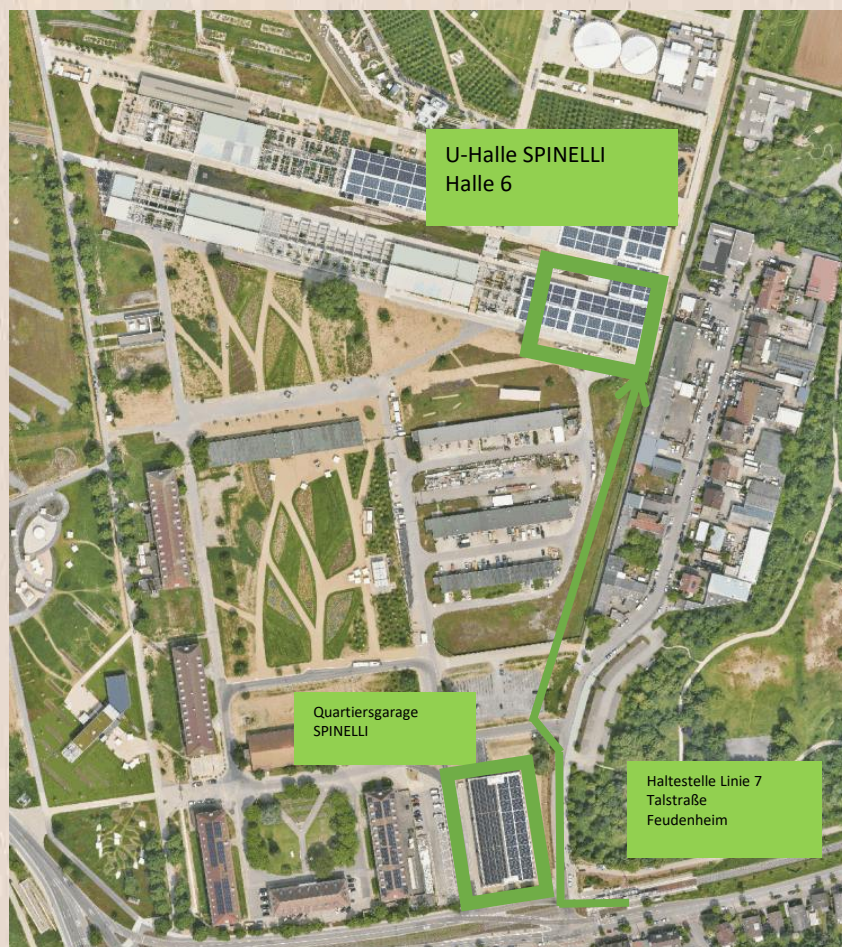 U-Halle SPINELLI
Halle 6
Quartiersgarage
SPINELLI
Haltestelle Linie 7
Talstraße
Feudenheim